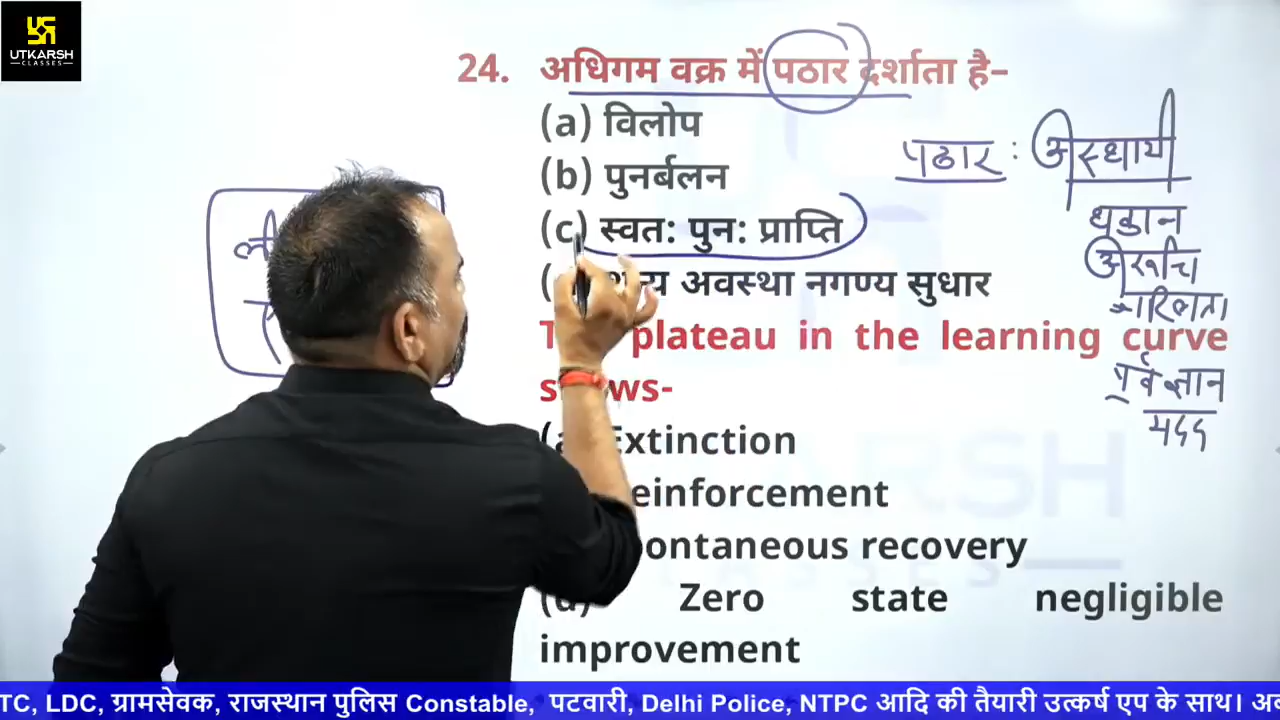 UTKARSH
CLASSES
24. अधिगम वक्र में पठार दर्शाता है–
(a) विलोप
(b) पुनर्बलन
(c) स्वत: पुन: प्राप्ति
अवस्था नगण्य सुधार
plateau in the learning curve
(a) Extinction
einforcement
pontaneous recovery
(d) Zero state negligible
improvement
पठार : अस्थायी
थकान
अरुचि
पूर्व ज्ञान
TC, LDC, ग्रामसेवक, राजस्थान पुलिस Constable, पटवारी, Delhi Police, NTPC आदि की तैयारी उत्कर्ष एप के साथ। अ